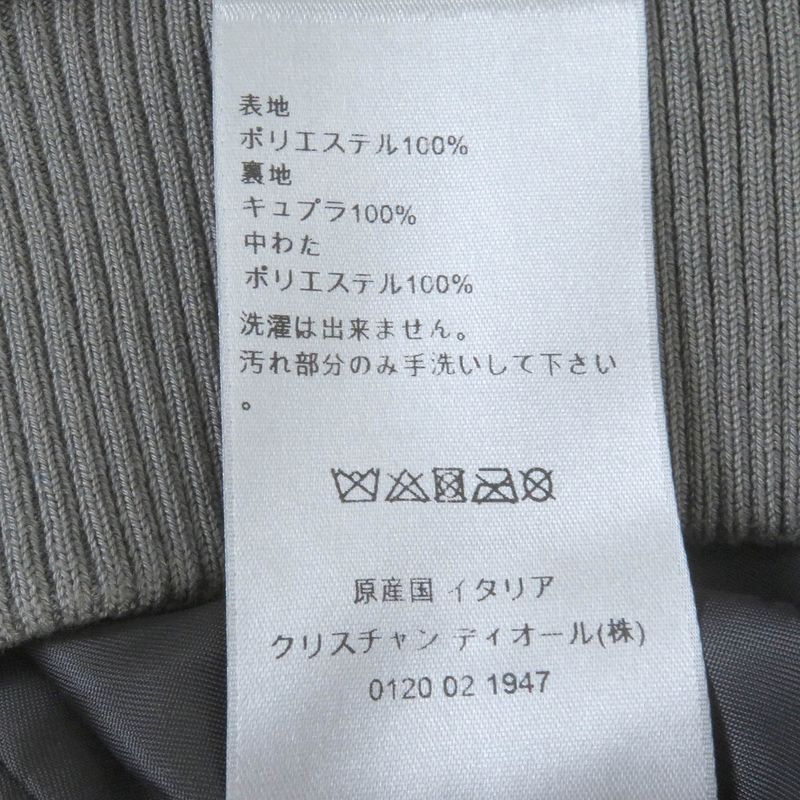 表地
ポリエステル100%
裏地
キュプラ100%
中わた
ポリエステル100%
洗濯は出来ません。
汚れ部分のみ手洗いして下さい
。
原産国 イタリア
クリスチャン ディオール(株)
0120 02 1947